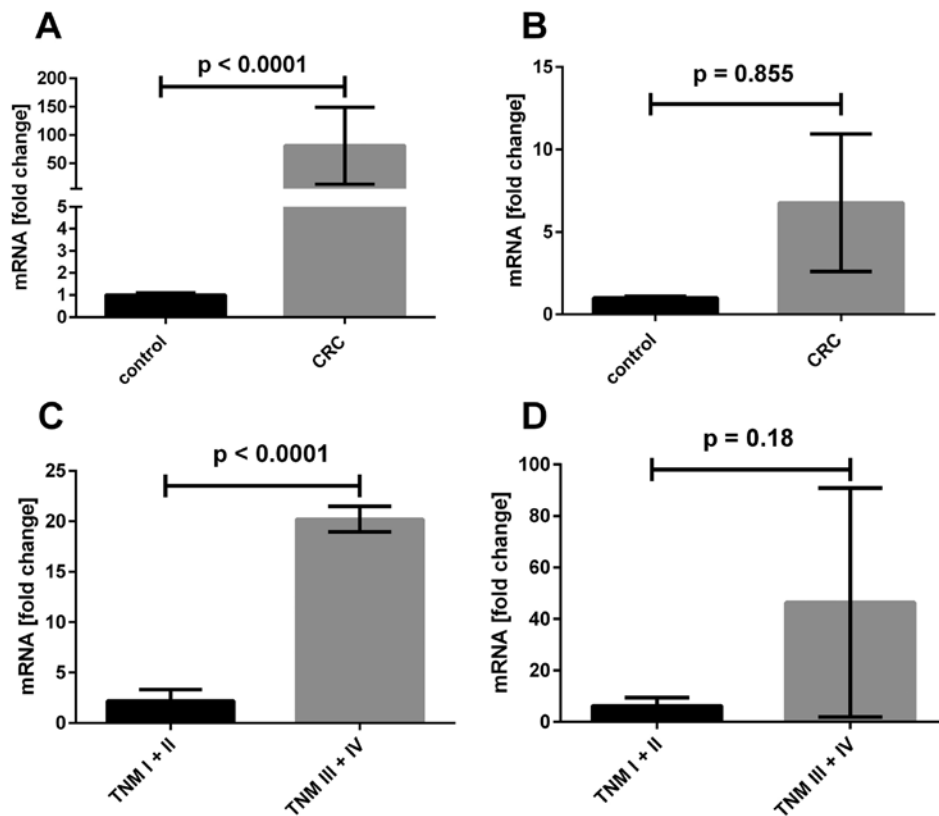 A
p < 0.0001
mRNA [fold change]
200
150
100
50
5
4
3
2
1
0
control
CRC
B
p = 0.855
mRNA [fold change]
15
10
5
0
control
CRC
C
p < 0.0001
mRNA [fold change]
25
20
15
10
5
0
TNM I + II
TNM III + IV
D
p = 0.18
mRNA [fold change]
100
80
60
40
20
0
TNM I + II
TNM III + IV